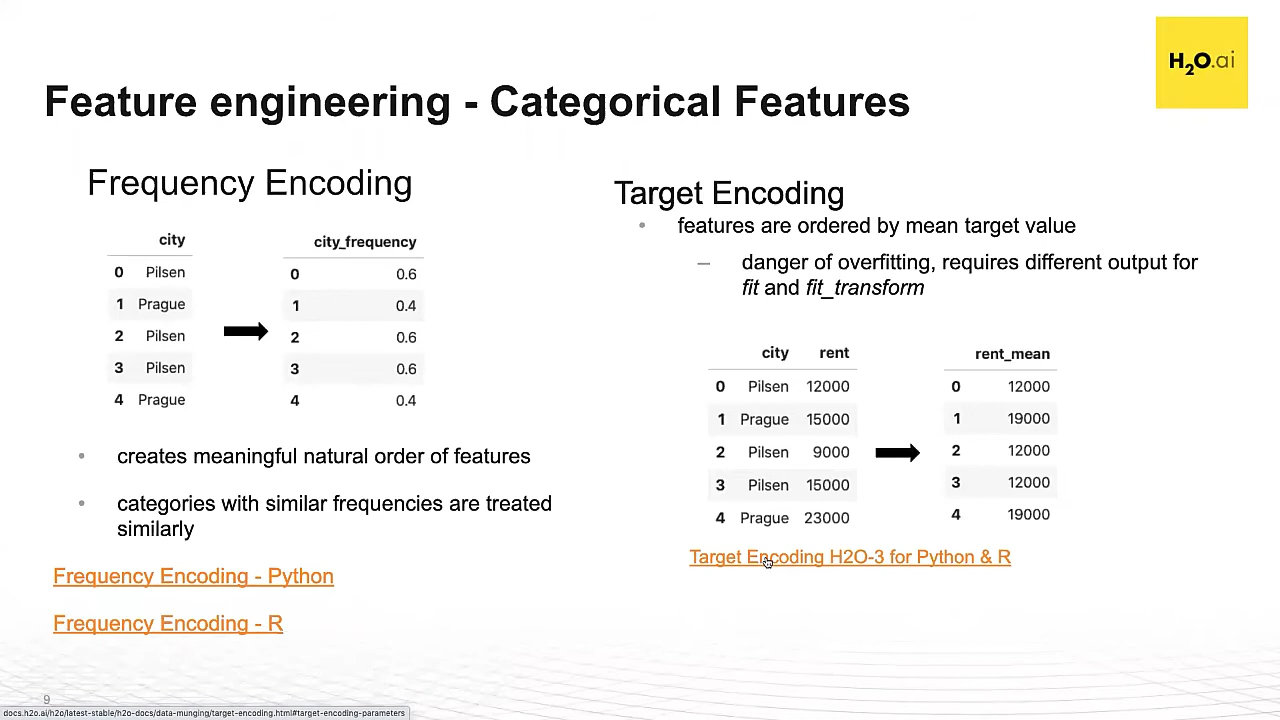 H2O.ai
Feature engineering - Categorical Features
Frequency Encoding
city
0 Pilsen
1 Prague
2 Pilsen
3 Pilsen
4 Prague
city_frequency
0 0.6
1 0.4
2 0.6
3 0.6
4 0.4
• creates meaningful natural order of features
• categories with similar frequencies are treated
similarly
Frequency Encoding - Python
Frequency Encoding - R
Target Encoding
• features are ordered by mean target value
– danger of overfitting, requires different output for
fit and fit_transform
city rent
0 Pilsen 12000
1 Prague 15000
2 Pilsen 9000
3 Pilsen 15000
4 Prague 23000
rent_mean
0 12000
1 19000
2 12000
3 12000
4 19000
Target Encoding H2O-3 for Python & R
9
docs.h2o.ai/h2o/latest-stable/h2o-docs/data-munging/target-encoding.html#target-encoding-parameters